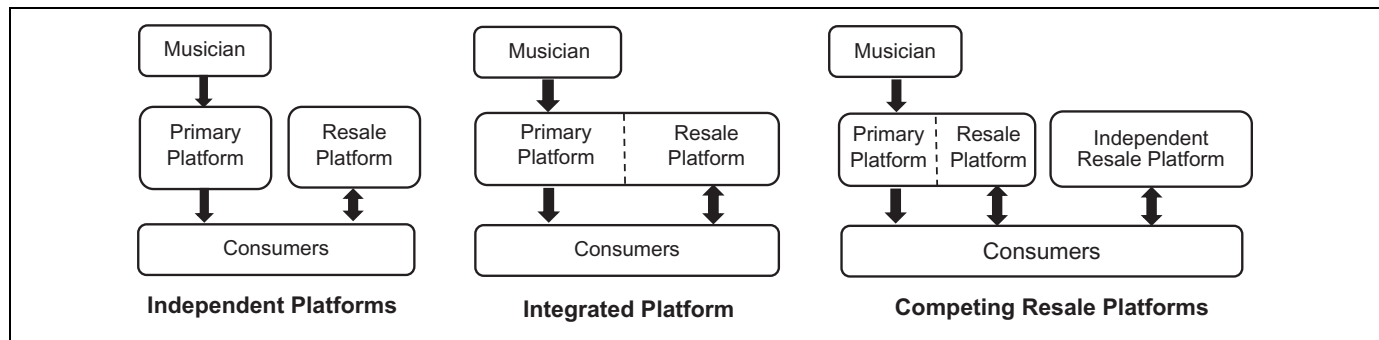 Musician
Primary
Platform
Resale
Platform
Consumers
Independent Platforms
Musician
Primary
Platform
Resale
Platform
Consumers
Integrated Platform
Musician
Primary
Platform
Resale
Platform
Independent
Resale Platform
Consumers
Competing Resale Platforms